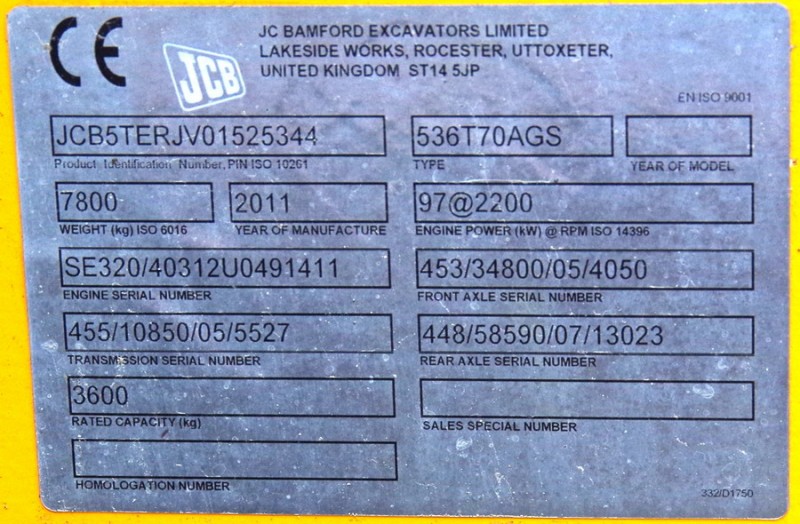 CE
JCB
JC BAMFORD EXCAVATORS LIMITED
LAKESIDE WORKS, ROCESTER, UTTOXETER,
UNITED KINGDOM ST14 5JP
EN ISO 9001
JCB5TERJV01525344
Product Identification Number, PIN ISO 10261
536T70AGS
TYPE
YEAR OF MODEL
7800
WEIGHT (kg) ISO 6016
2011
YEAR OF MANUFACTURE
97@2200
ENGINE POWER (kW) @ RPM ISO 14396
SE320/40312U0491411
ENGINE SERIAL NUMBER
453/34800/05/4050
FRONT AXLE SERIAL NUMBER
455/10850/05/5527
TRANSMISSION SERIAL NUMBER
448/58590/07/13023
REAR AXLE SERIAL NUMBER
3600
RATED CAPACITY (kg)
SALES SPECIAL NUMBER
HOMOLOGATION NUMBER
332/D1750